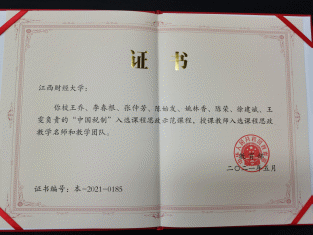 证 书
江西财经大学:
你校王乔、李春根、张仲芳、陈始发、姚林香、陈荣、徐建斌、王
雯负责的“中国税制”入选课程思政示范课程，授课教师入选课程思政
教学名师和教学团队。
二〇二一年五月
证书编号：本-2021-0185